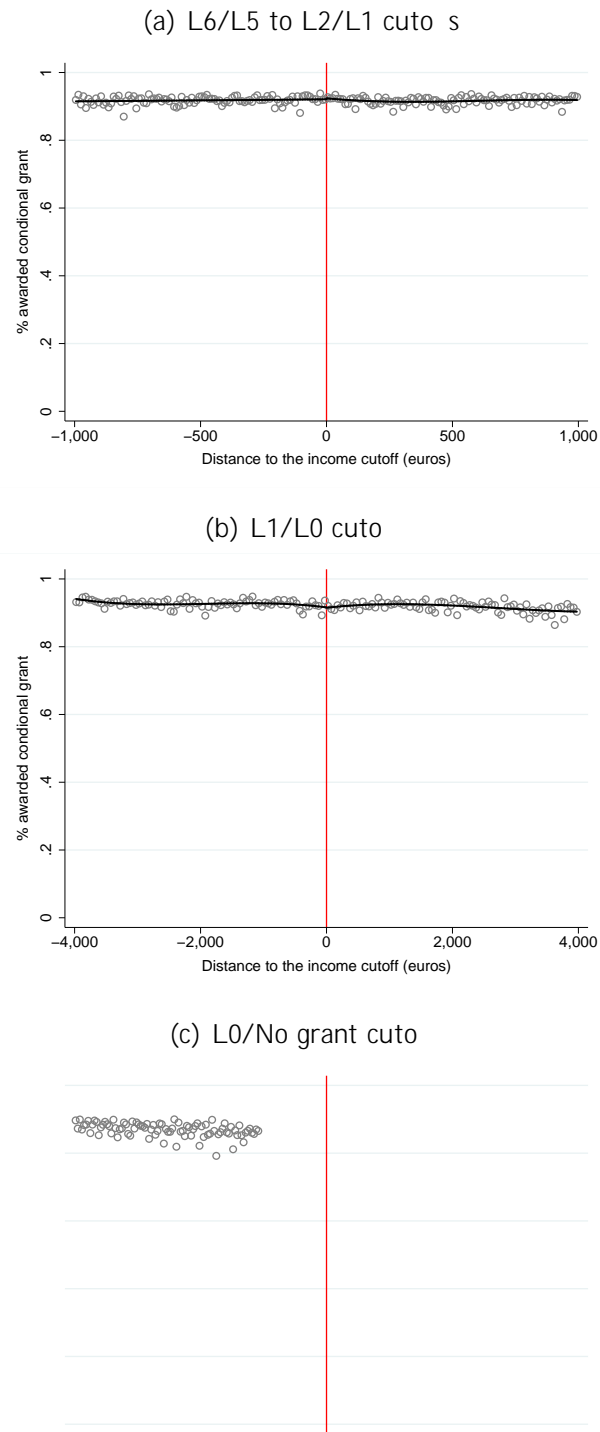 (a) L6/L5 to L2/L1 cuto s
1
.8
.6
.4
.2
0
% awarded condional grant
−1,000 −500 0 500 1,000
Distance to the income cutoff (euros)
(b) L1/L0 cuto
1
.8
.6
.4
.2
0
% awarded condional grant
−4,000 −2,000 0 2,000 4,000
Distance to the income cutoff (euros)
(c) L0/No grant cuto